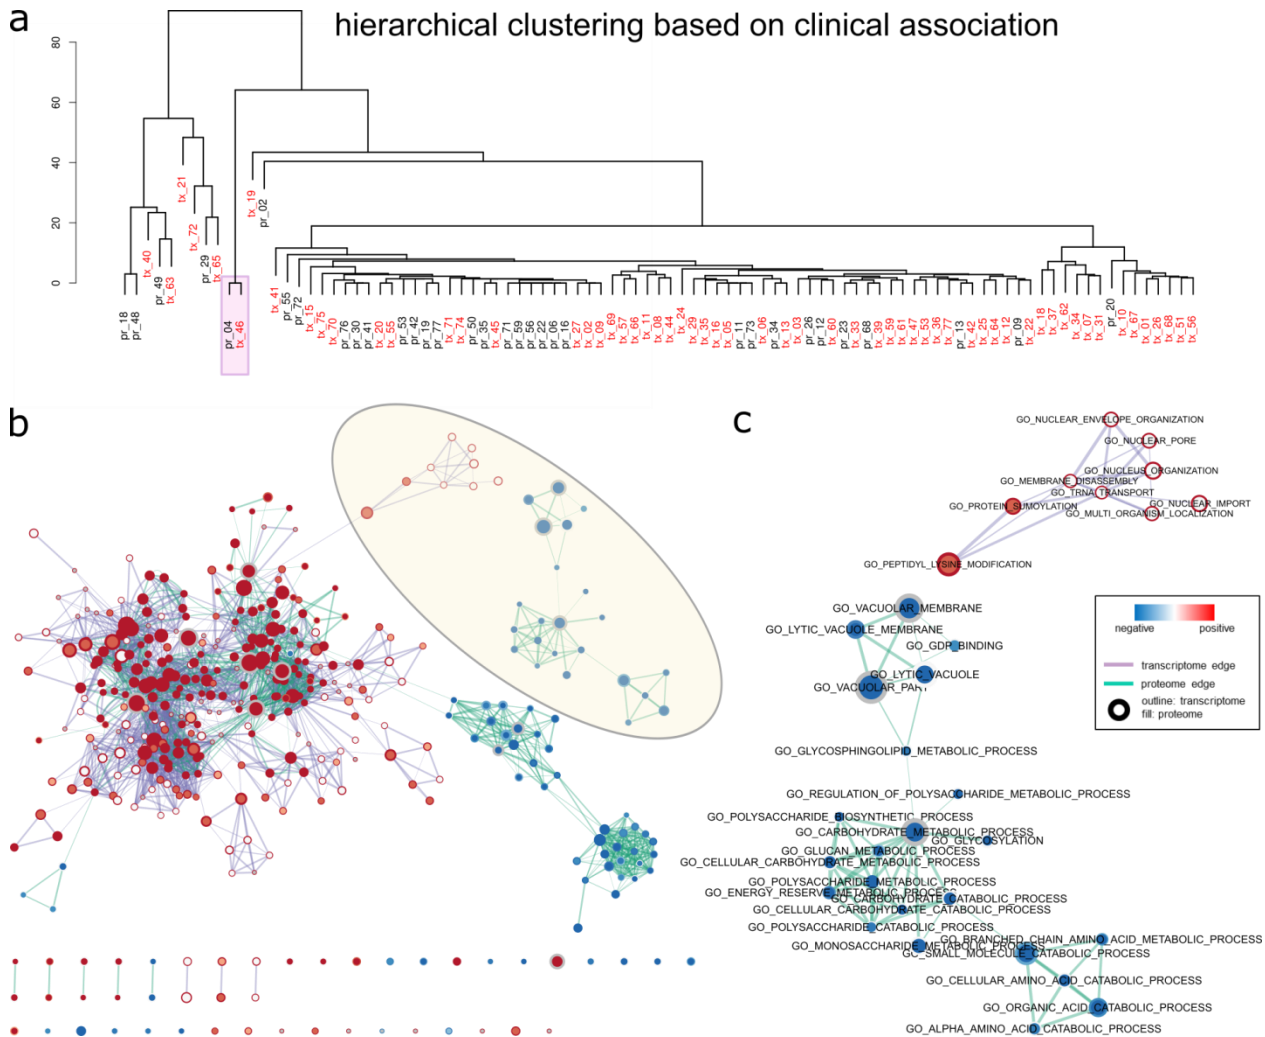 a
hierarchical clustering based on clinical association
80
60
40
20
0
pr_18
pr_48
tx_40
pr_49
tx_63
tx_21
tx_72
pr_29
tx_65
pr_04
tx_46
tx_19
pr_02
tx_41
pr_55
pr_72
tx_15
tx_75
tx_70
pr_76
pr_30
pr_41
tx_20
tx_55
pr_53
pr_42
pr_19
pr_77
tx_71
tx_74
pr_50
pr_35
tx_45
pr_71
pr_59
pr_56
pr_22
pr_06
pr_16
tx_27
tx_02
tx_09
tx_69
tx_57
tx_66
tx_11
tx_08
tx_44
tx_24
tx_29
tx_35
tx_16
tx_05
pr_11
pr_73
tx_06
pr_34
tx_13
tx_03
pr_26
pr_12
tx_60
pr_23
tx_33
pr_68
tx_39
tx_59
tx_61
tx_47
tx_53
tx_36
tx_77
pr_13
tx_42
tx_25
tx_64
tx_12
pr_09
tx_22
tx_18
tx_37
tx_62
tx_34
tx_07
tx_31
pr_20
tx_10
tx_67
tx_01
tx_26
tx_68
tx_51
tx_56
b
c
GO_NUCLEAR_ENVELOPE_ORGANIZATION
GO_NUCLEAR_PORE
GO_NUCLEUS_ORGANIZATION
GO_MEMBRANE_DISASSEMBLY
GO_TRNA_TRANSPORT
GO_NUCLEAR_IMPORT
GO_PROTEIN_SUMOYLATION
GO_MULTI_ORGANISM_LOCALIZATION
GO_PEPTIDYL_LYSINE_MODIFICATION
GO_VACUOLAR_MEMBRANE
GO_LYTIC_VACUOLE_MEMBRANE
GO_GDP_BINDING
GO_LYTIC_VACUOLE
GO_VACUOLAR_PART
GO_GLYCOSPHINGOLIPID_METABOLIC_PROCESS
GO_REGULATION_OF_POLYSACCHARIDE_METABOLIC_PROCESS
GO_POLYSACCHARIDE_BIOSYNTHETIC_PROCESS
GO_CARBOHYDRATE_METABOLIC_PROCESS
GO_GLYCOSYLATION
GO_GLUCAN_METABOLIC_PROCESS
GO_CELLULAR_CARBOHYDRATE_METABOLIC_PROCESS
GO_POLYSACCHARIDE_METABOLIC_PROCESS
GO_ENERGY_RESERVE_METABOLIC_PROCESS
GO_CARBOHYDRATE_CATABOLIC_PROCESS
GO_CELLULAR_CARBOHYDRATE_CATABOLIC_PROCESS
GO_POLYSACCHARIDE_CATABOLIC_PROCESS
GO_BRANCHED_CHAIN_AMINO_ACID_METABOLIC_PROCESS
GO_MONOSACCHARIDE_METABOLIC_PROCESS
GO_SMALL_MOLECULE_CATABOLIC_PROCESS
GO_CELLULAR_AMINO_ACID_CATABOLIC_PROCESS
GO_ORGANIC_ACID_CATABOLIC_PROCESS
GO_ALPHA_AMINO_ACID_CATABOLIC_PROCESS
negative
positive
transcriptome edge
proteome edge
outline: transcriptome
fill: proteome